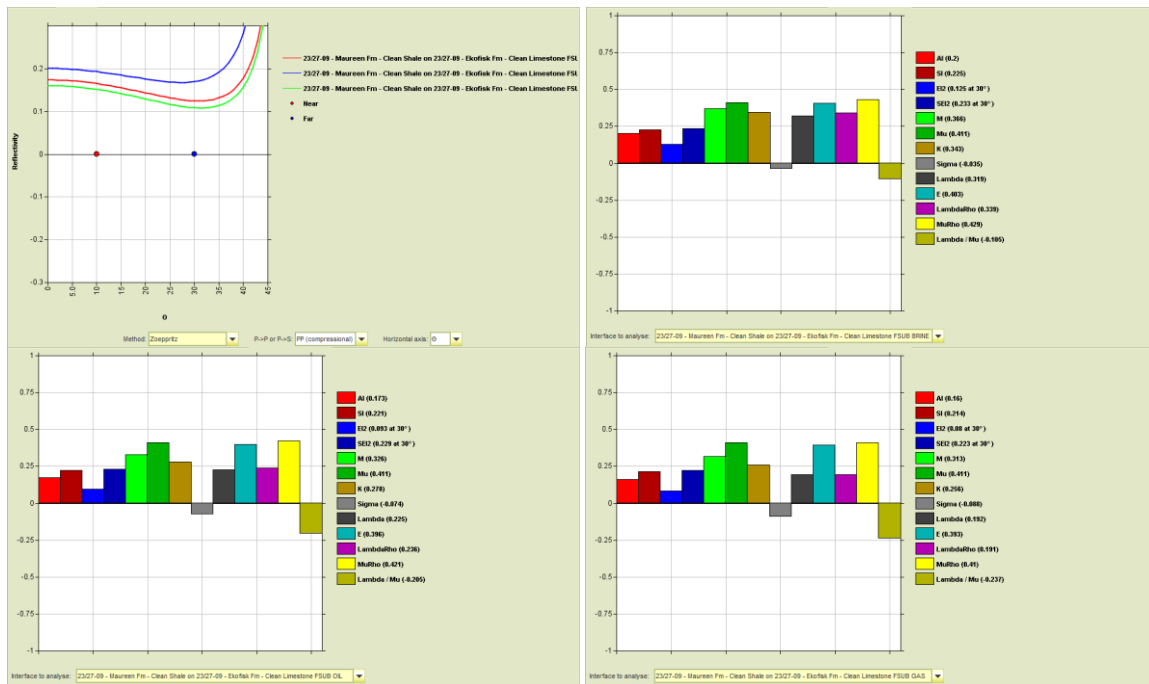 23/27-09 - Maureen Fm - Clean Shale on 23/27-09 - Ekofisk Fm - Clean Limestone FSU
23/27-09 - Maureen Fm - Clean Shale on 23/27-09 - Ekofisk Fm - Clean Limestone FSU
23/27-09 - Maureen Fm - Clean Shale on 23/27-09 - Ekofisk Fm - Clean Limestone FSU
Near
Far
Reflectivity
0.2
0.1
0
-0.1
-0.2
-0.3
0
5.0
10
15
20
25
30
35
40
45
Θ
Method: Zoeppritz P->P or P->S: PP (compressional) Horizontal axis: Θ
1
0.75
0.5
0.25
0
-0.25
-0.5
-0.75
-1
AI (0.2)
SI (0.225)
EI2 (0.125 at 30°)
SEI2 (0.233 at 30°)
M (0.366)
Mu (0.411)
K (0.343)
Sigma (-0.035)
Lambda (0.319)
E (0.403)
LambdaRho (0.339)
MuRho (0.429)
Lambda / Mu (-0.105)
Interface to analyse: 23/27-09 - Maureen Fm - Clean Shale on 23/27-09 - Ekofisk Fm - Clean Limestone FSUB BRINE
1
0.75
0.5
0.25
0
-0.25
-0.5
-0.75
-1
AI (0.173)
SI (0.221)
EI2 (0.093 at 30°)
SEI2 (0.229 at 30°)
M (0.326)
Mu (0.411)
K (0.278)
Sigma (-0.074)
Lambda (0.225)
E (0.396)
LambdaRho (0.236)
MuRho (0.421)
Lambda / Mu (-0.205)
Interface to analyse: 23/27-09 - Maureen Fm - Clean Shale on 23/27-09 - Ekofisk Fm - Clean Limestone FSUB OIL
1
0.75
0.5
0.25
0
-0.25
-0.5
-0.75
-1
AI (0.16)
SI (0.214)
EI2 (0.08 at 30°)
SEI2 (0.223 at 30°)
M (0.313)
Mu (0.411)
K (0.256)
Sigma (-0.088)
Lambda (0.192)
E (0.393)
LambdaRho (0.191)
MuRho (0.41)
Lambda / Mu (-0.237)
Interface to analyse: 23/27-09 - Maureen Fm - Clean Shale on 23/27-09 - Ekofisk Fm - Clean Limestone FSUB GAS